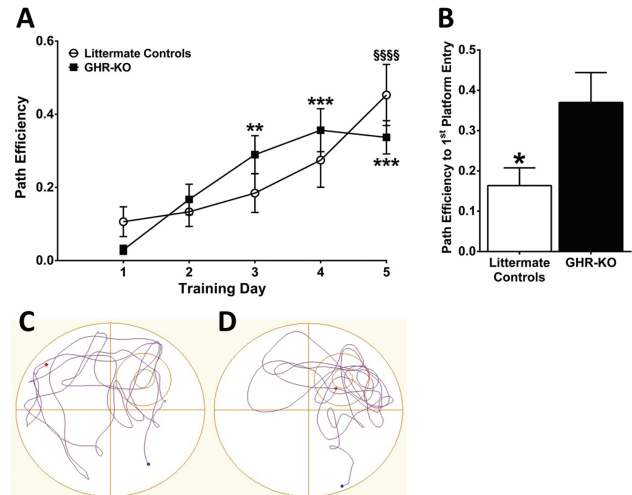 A
Path Efficiency
0.6
0.4
0.2
0.0
Littermate Controls
GHR-KO
**
***
§§§§
***
1 2 3 4 5
Training Day
B
Path Efficiency to 1st Platform Entry
0.5
0.4
0.3
0.2
0.1
0.0
*
Littermate
Controls
GHR-KO
C
D